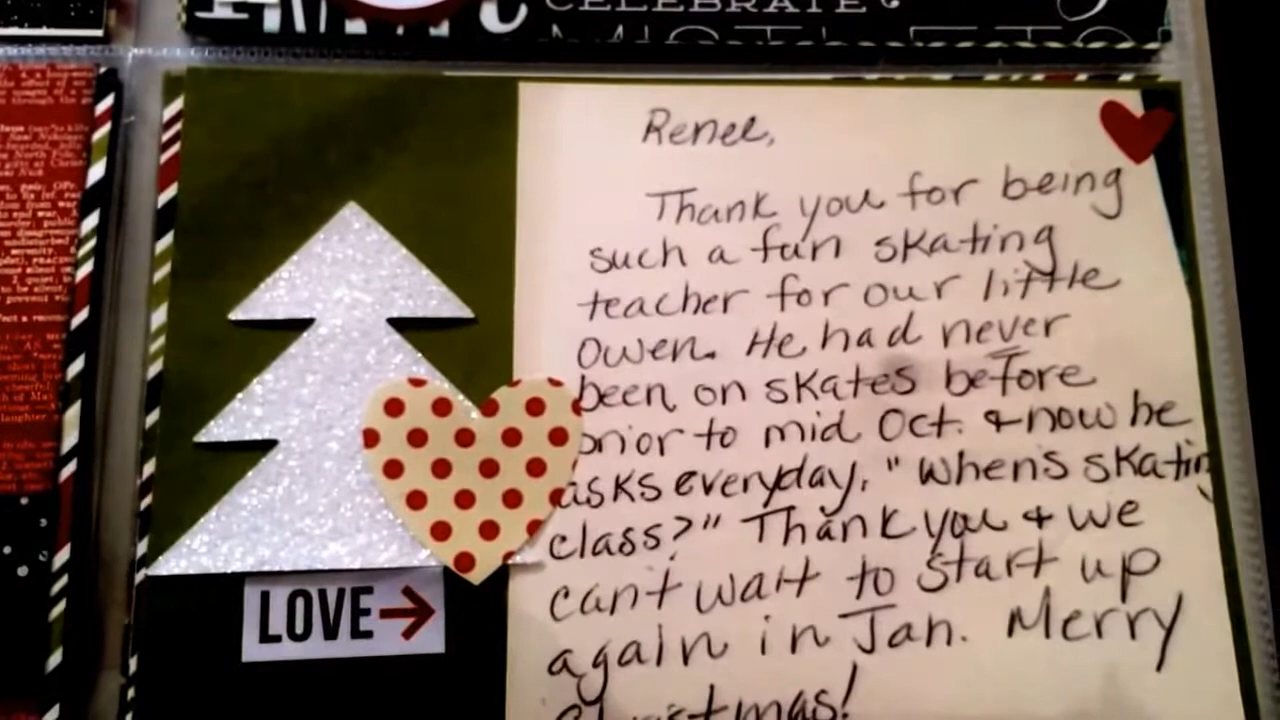 CELEBRATE
Renee,
Thank you for being
such a fun skating
teacher for our little
Owen. He had never
been on skates before
prior to mid Oct. & now he
asks everyday, "When's skating
class?" Thank you & we
can't wait to start up
again in Jan. Merry
Christmas!
LOVE